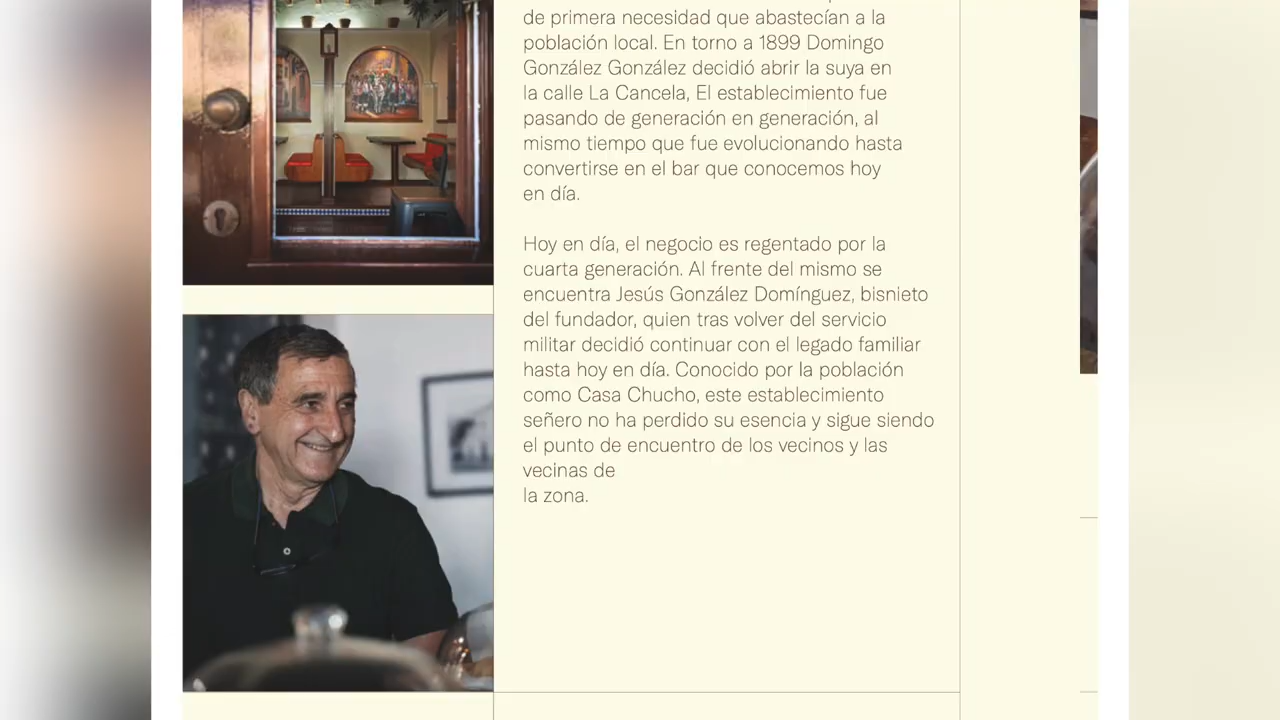 de primera necesidad que abastecían a la
población local. En torno a 1899 Domingo
González González decidió abrir la suya en
la calle La Cancela, El establecimiento fue
pasando de generación en generación, al
mismo tiempo que fue evolucionando hasta
convertirse en el bar que conocemos hoy
en día.
Hoy en día, el negocio es regentado por la
cuarta generación. Al frente del mismo se
encuentra Jesús González Domínguez, bisnieto
del fundador, quien tras volver del servicio
militar decidió continuar con el legado familiar
hasta hoy en día. Conocido por la población
como Casa Chucho, este establecimiento
señero no ha perdido su esencia y sigue siendo
el punto de encuentro de los vecinos y las
vecinas de
la zona.